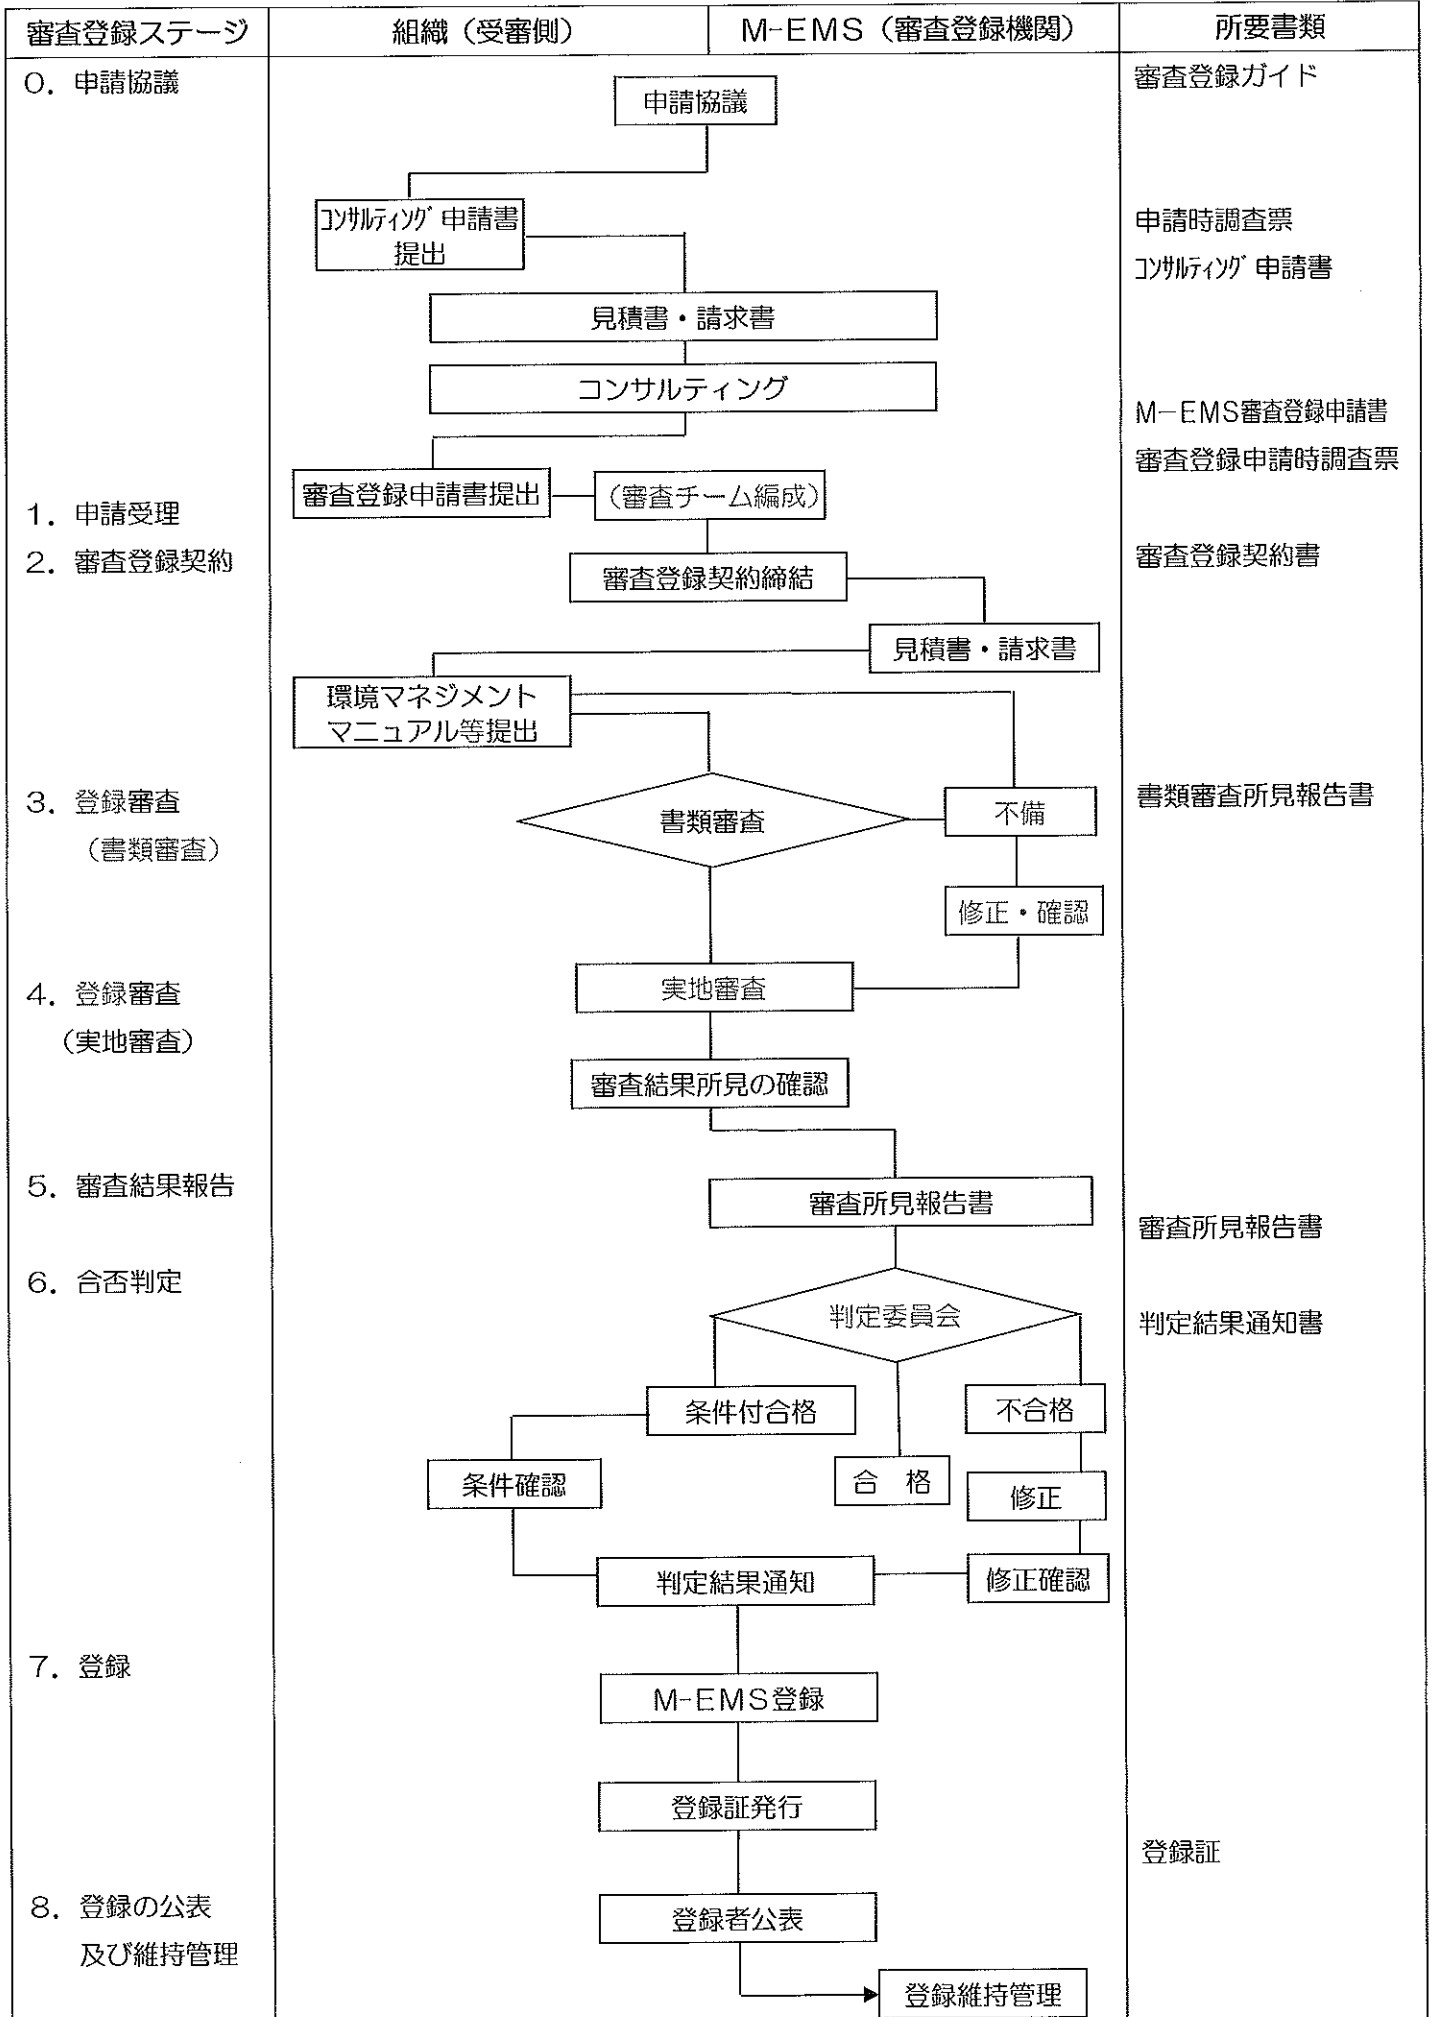 審査登録ステージ
組織（受審側）
M-EMS（審査登録機関）
所要書類
0．申請協議
申請協議
審査登録ガイド
ｺﾝｻﾙﾃｨﾝｸﾞ申請書
提出
申請時調査票
ｺﾝｻﾙﾃｨﾝｸﾞ申請書
見積書・請求書
コンサルティング
M－EMS審査登録申請書
審査登録申請時調査票
審査登録申請書提出
（審査チーム編成）
1．申請受理
2．審査登録契約
審査登録契約締結
審査登録契約書
見積書・請求書
環境マネジメント
マニュアル等提出
3．登録審査
（書類審査）
書類審査
不備
書類審査所見報告書
修正・確認
4．登録審査
（実地審査）
実地審査
審査結果所見の確認
5．審査結果報告
審査所見報告書
審査所見報告書
6．合否判定
判定委員会
判定結果通知書
条件付合格
不合格
条件確認
合　格
修正
判定結果通知
修正確認
7．登録
M-EMS登録
登録証発行
登録証
8．登録の公表
及び維持管理
登録者公表
登録維持管理